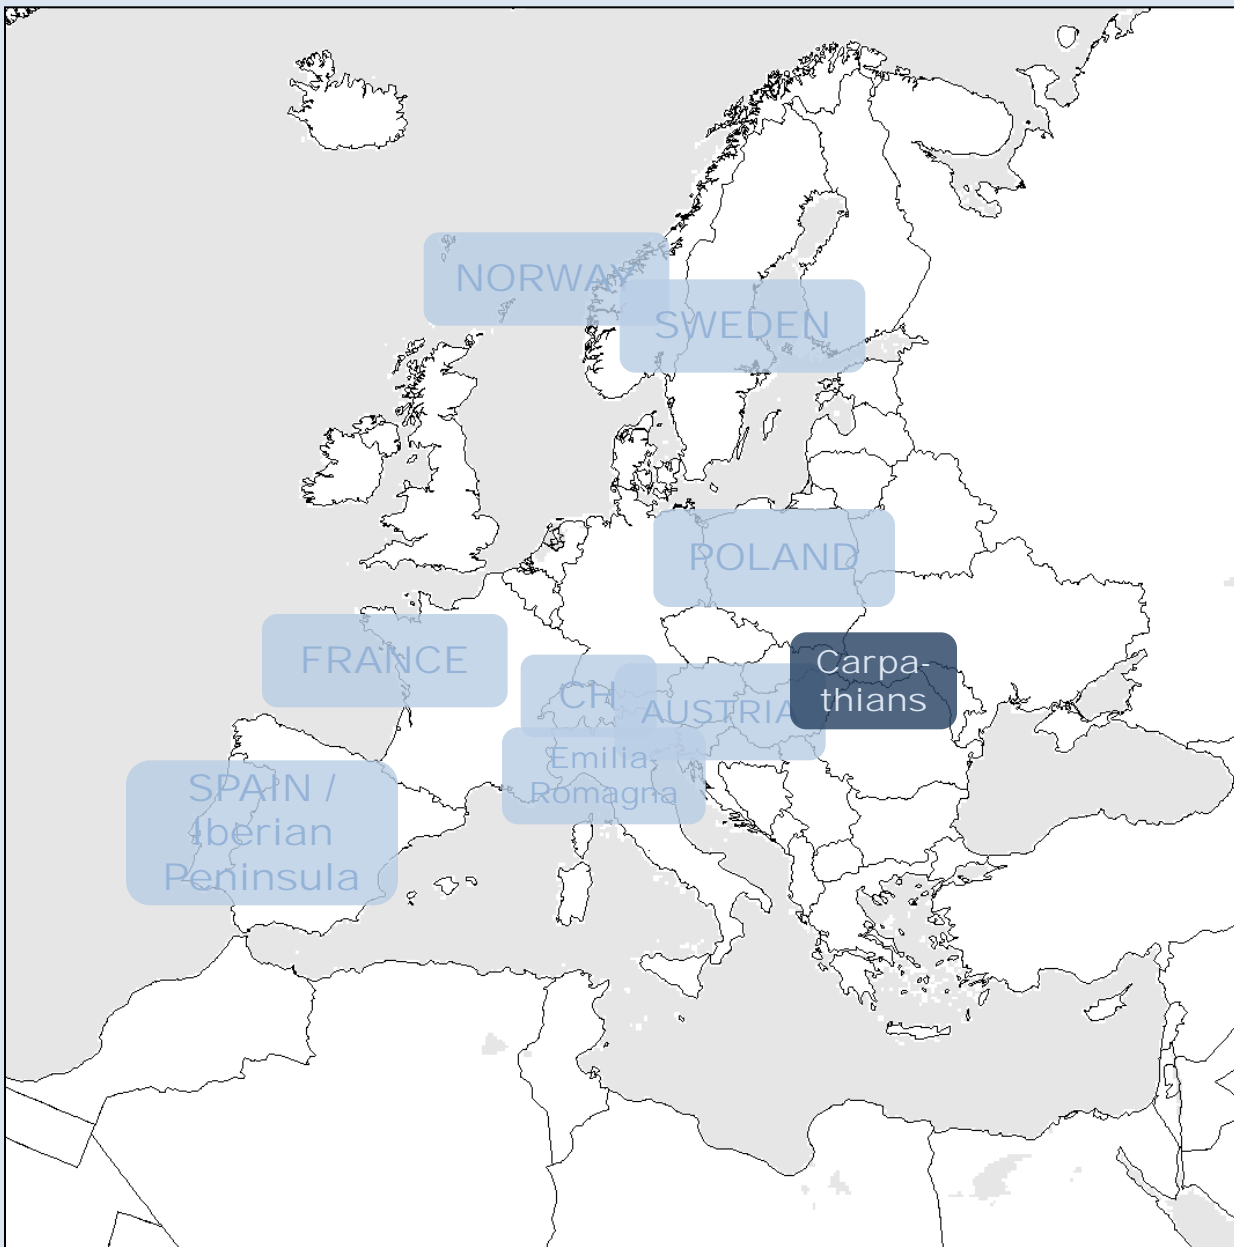 NORWAY
SWEDEN
POLAND
FRANCE
Carpa-
thians
CH
AUSTRIA
Emilia
Romagna
SPAIN /
Iberian
Peninsula